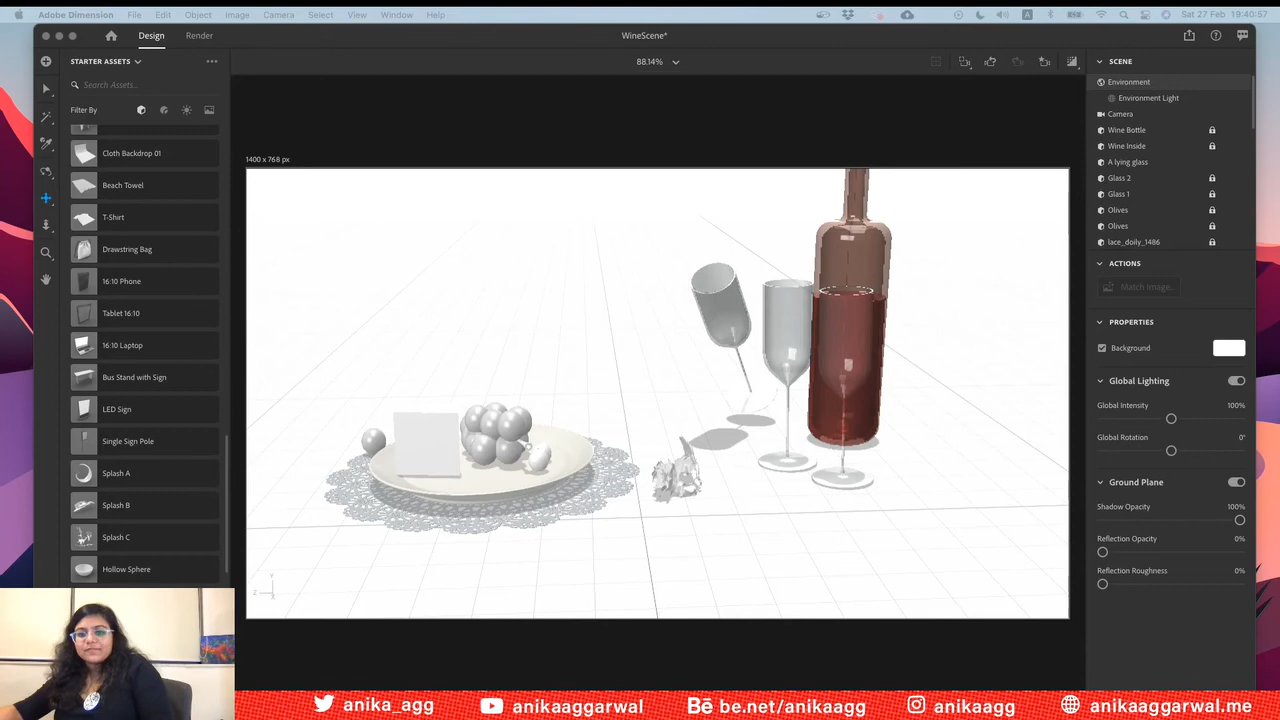 Adobe Dimension File Edit Object Image Camera Select View Window Help Sat 27 Feb 19:40:57
Design Render WineScene*
STARTER ASSETS
88.14%
SCENE
Search Assets...
Filter By
Environment
Environment Light
Camera
Wine Bottle
Wine Inside
A lying glass
Glass 2
Glass 1
Olives
Olives
lace_doily_1486
Cloth Backdrop 01
Beach Towel
T-Shirt
Drawstring Bag
16:10 Phone
Tablet 16:10
16:10 Laptop
Bus Stand with Sign
LED Sign
Single Sign Pole
Splash A
Splash B
Splash C
Hollow Sphere
1400 x 768 px
Y
Z
X
ACTIONS
Match Image...
PROPERTIES
Background
Global Lighting
Global Intensity 100%
Global Rotation 0°
Ground Plane
Shadow Opacity 100%
Reflection Opacity 0%
Reflection Roughness 0%
anika_agg anikaaggarwal Bē be.net/anikaagg anikaagg anikaaggarwal.me